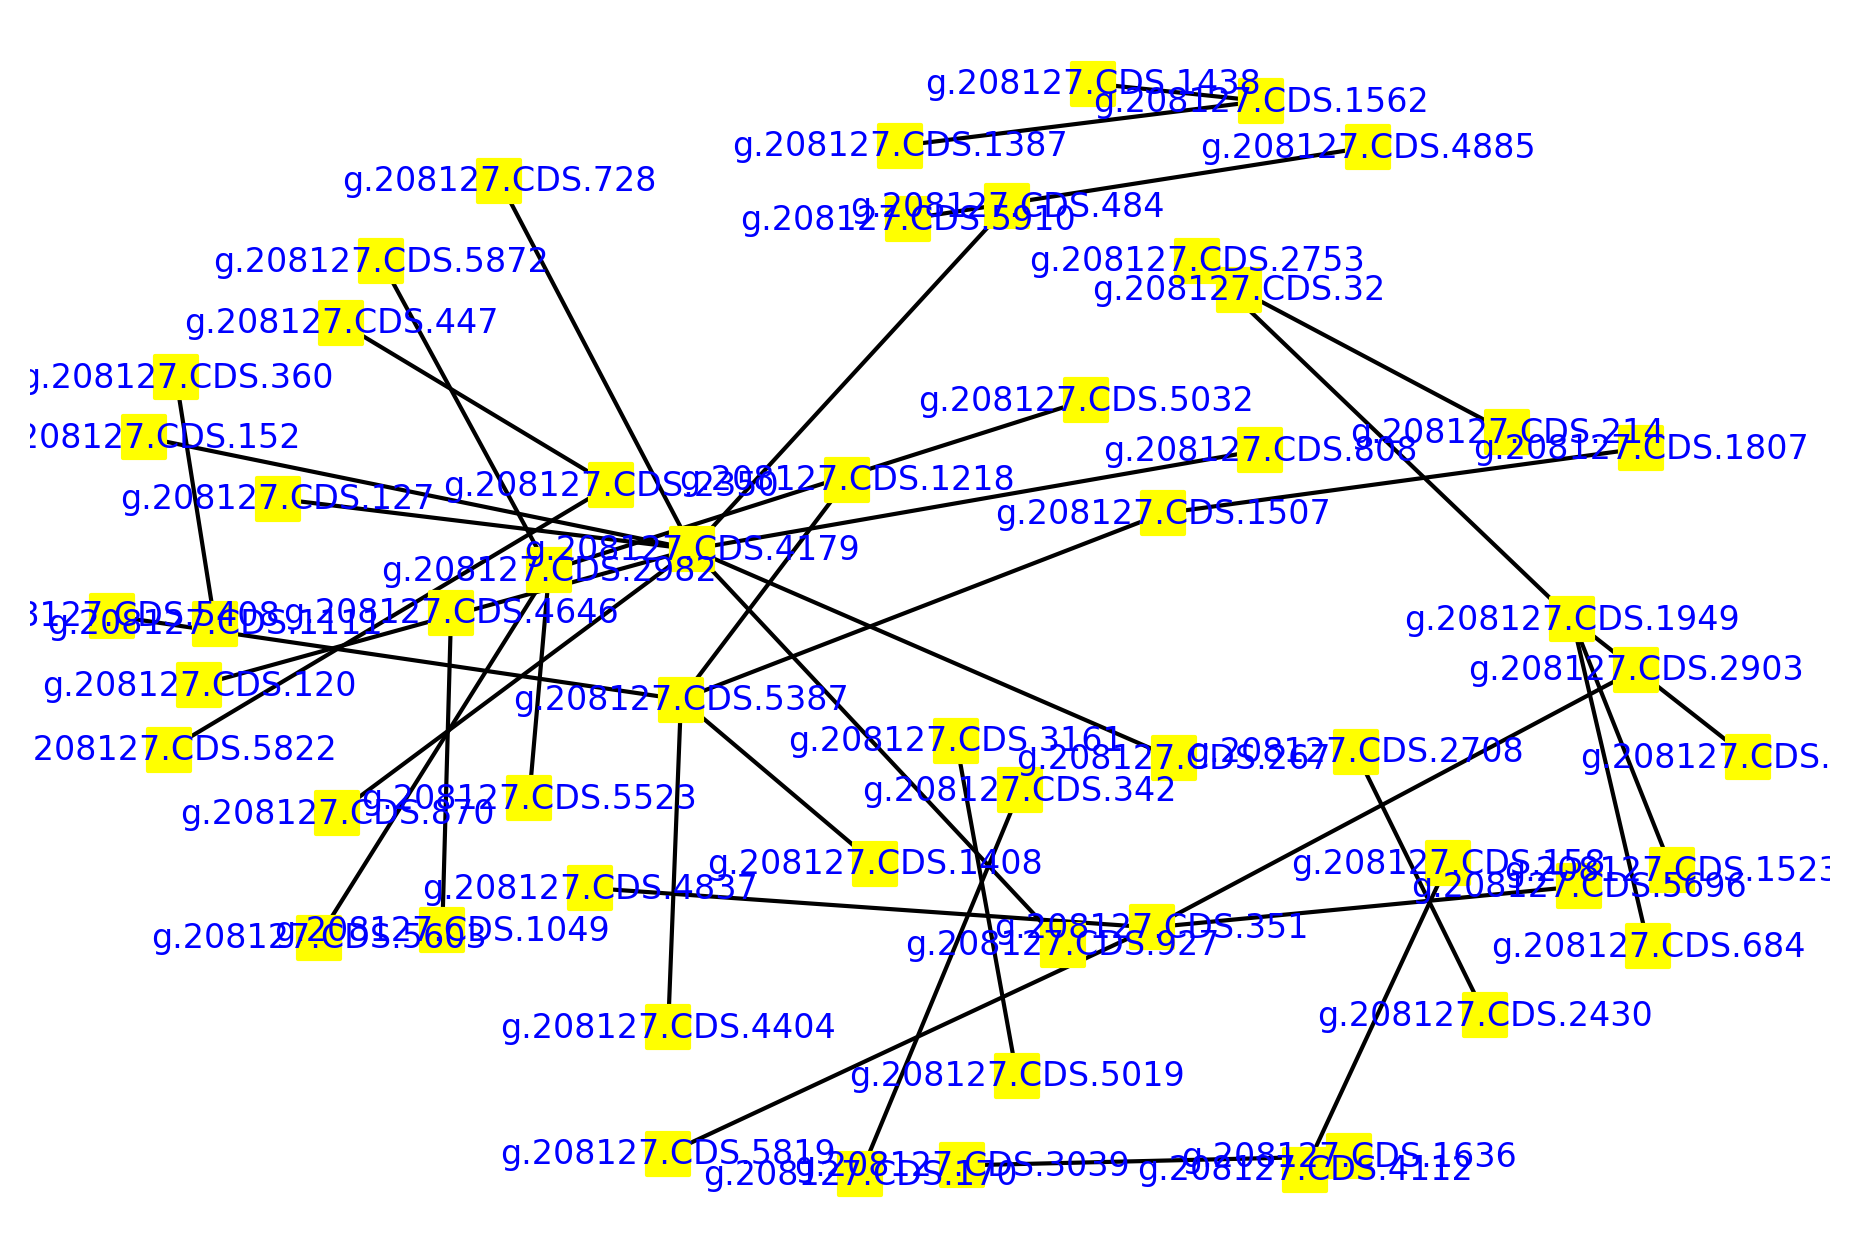 g.208127.CDS.1438
g.208127.CDS.1562
g.208127.CDS.1387
g.208127.CDS.4885
g.208127.CDS.728
g.208127.CDS.484
g.208127.CDS.5910
g.208127.CDS.5872
g.208127.CDS.2753
g.208127.CDS.32
g.208127.CDS.447
g.208127.CDS.360
g.208127.CDS.5032
208127.CDS.152
g.208127.CDS.214
g.208127.CDS.1807
g.208127.CDS.808
g.208127.CDS.1218
g.208127.CDS.2350
g.208127.CDS.127
g.208127.CDS.1507
g.208127.CDS.4179
g.208127.CDS.2982
g.208127.CDS.4646
8127.CDS.5408
g.208127.CDS.1111
g.208127.CDS.1949
g.208127.CDS.2903
g.208127.CDS.120
g.208127.CDS.5387
g.208127.CDS.3161
208127.CDS.5822
g.208127.CDS.267
g.208127.CDS.2708
g.208127.CDS.
g.208127.CDS.342
g.208127.CDS.5523
g.208127.CDS.870
g.208127.CDS.1408
g.208127.CDS.158
g.208127.CDS.1523
g.208127.CDS.5696
g.208127.CDS.4837
g.208127.CDS.351
g.208127.CDS.927
g.208127.CDS.5603
g.208127.CDS.1049
g.208127.CDS.684
g.208127.CDS.2430
g.208127.CDS.4404
g.208127.CDS.5019
g.208127.CDS.5819
g.208127.CDS.170
g.208127.CDS.3039
g.208127.CDS.1636
g.208127.CDS.4112